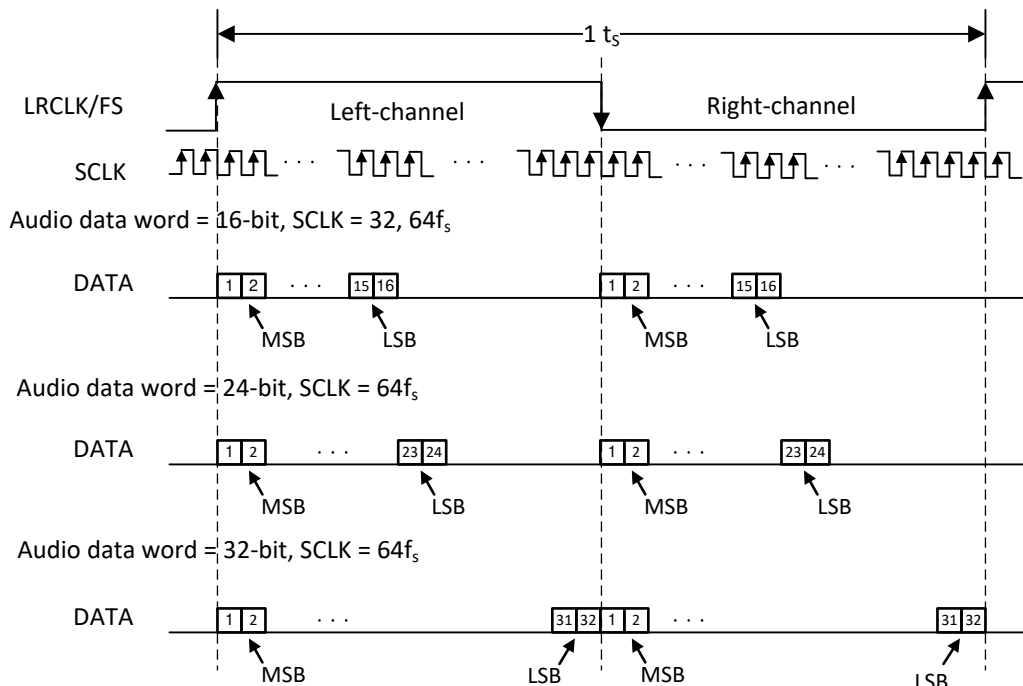 1 tS
LRCLK/FS
Left-channel
Right-channel
SCLK
. . .
. . .
. . .
. . .
Audio data word = 16-bit, SCLK = 32, 64fs
DATA
1 2 . . . 15 16 1 2 . . . 15 16
MSB LSB MSB LSB
Audio data word = 24-bit, SCLK = 64fs
DATA
1 2 . . . 23 24 1 2 . . . 23 24
MSB LSB MSB LSB
Audio data word = 32-bit, SCLK = 64fs
DATA
1 2 . . . 31 32 1 2 . . . 31 32
MSB LSB MSB LSB